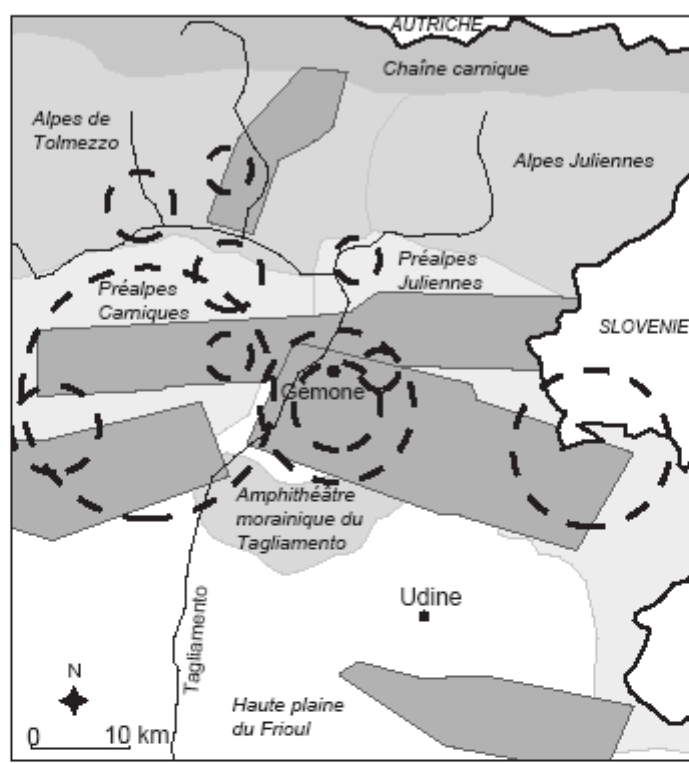 AUTRICHE
Chaîne carnique
Alpes de
Tolmezzo
Alpes Juliennes
Préalpes
Carniques
Préalpes
Juliennes
SLOVENIE
Gemone
Amphithéâtre
morainique du
Tagliamento
Udine
Tagliamento
N
Haute plaine
du Frioul
0 10 km